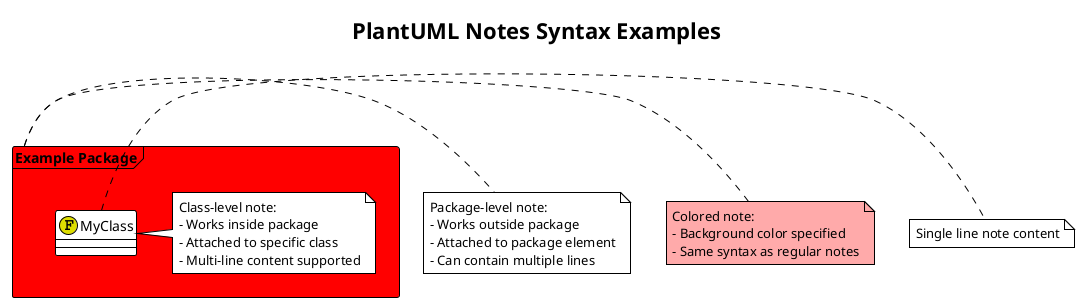 PlantUML Notes Syntax Examples
Example Package
F MyClass
Class-level note:
- Works inside package
- Attached to specific class
- Multi-line content supported
Package-level note:
- Works outside package
- Attached to package element
- Can contain multiple lines
Colored note:
- Background color specified
- Same syntax as regular notes
Single line note content